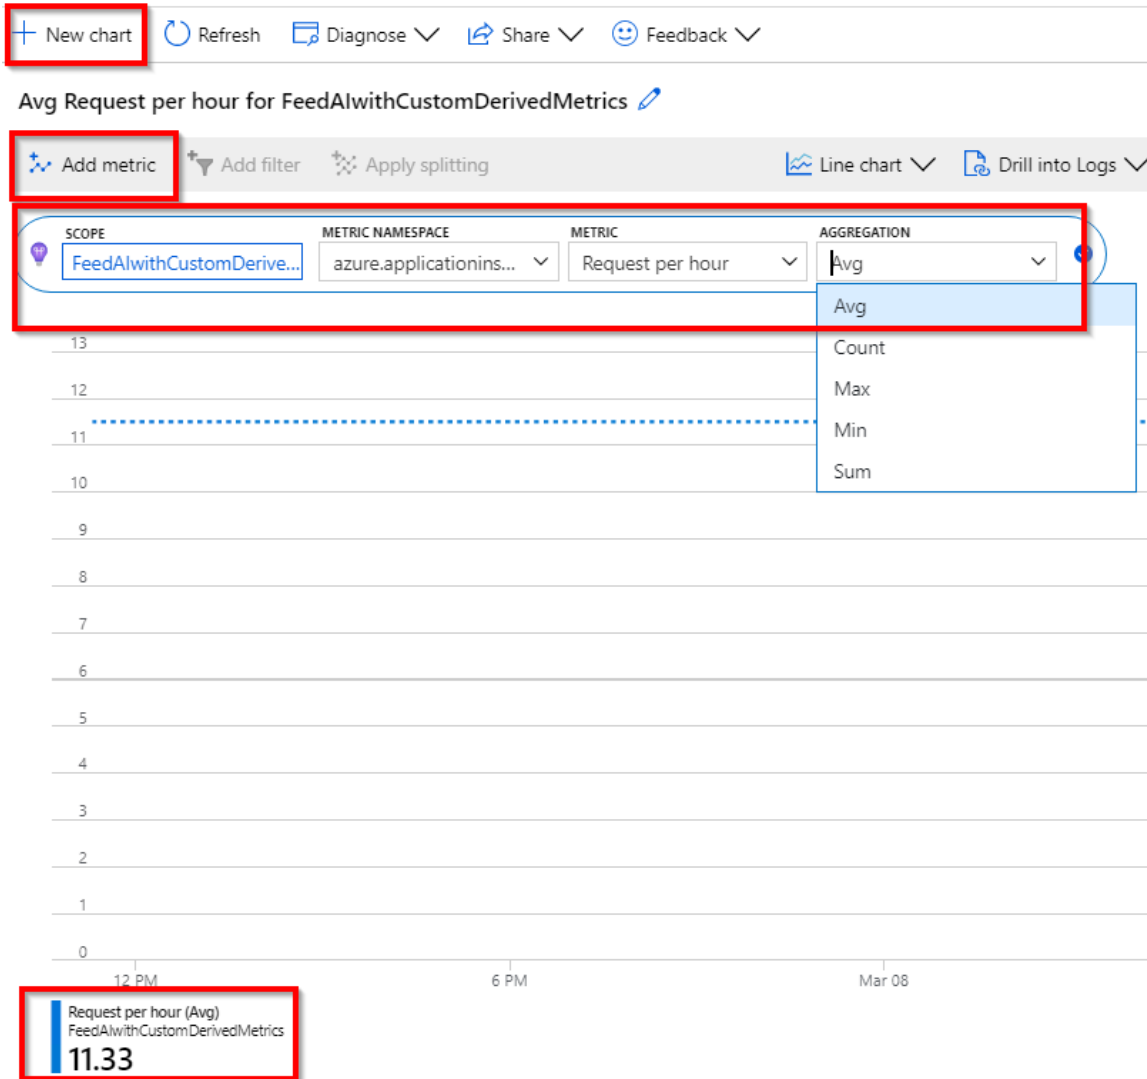 New chart Refresh Diagnose Share Feedback
Avg Request per hour for FeedAIwithCustomDerivedMetrics
Add metric Add filter Apply splitting Line chart Drill into Logs
SCOPE METRIC NAMESPACE METRIC AGGREGATION
FeedAIwithCustomDerive... azure.applicationins... Request per hour Avg
Avg
Count
Max
Min
Sum
13
12
11
10
9
8
7
6
5
4
3
2
1
0
12 PM 6 PM Mar 08
Request per hour (Avg)
FeedAIwithCustomDerivedMetrics
11.33